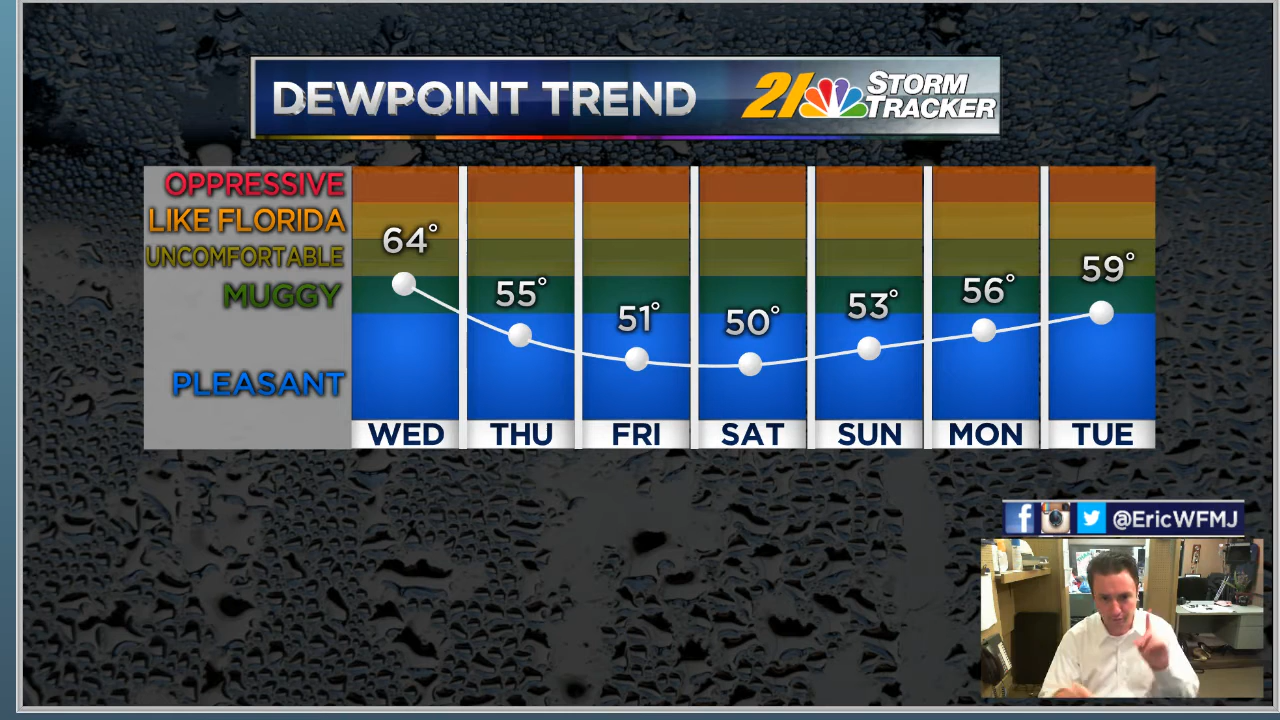 DEWPOINT TREND
21 STORM TRACKER
OPPRESSIVE
LIKE FLORIDA
UNCOMFORTABLE
MUGGY
PLEASANT
64° 55° 51° 50° 53° 56° 59°
WED THU FRI SAT SUN MON TUE
@EricWFMJ